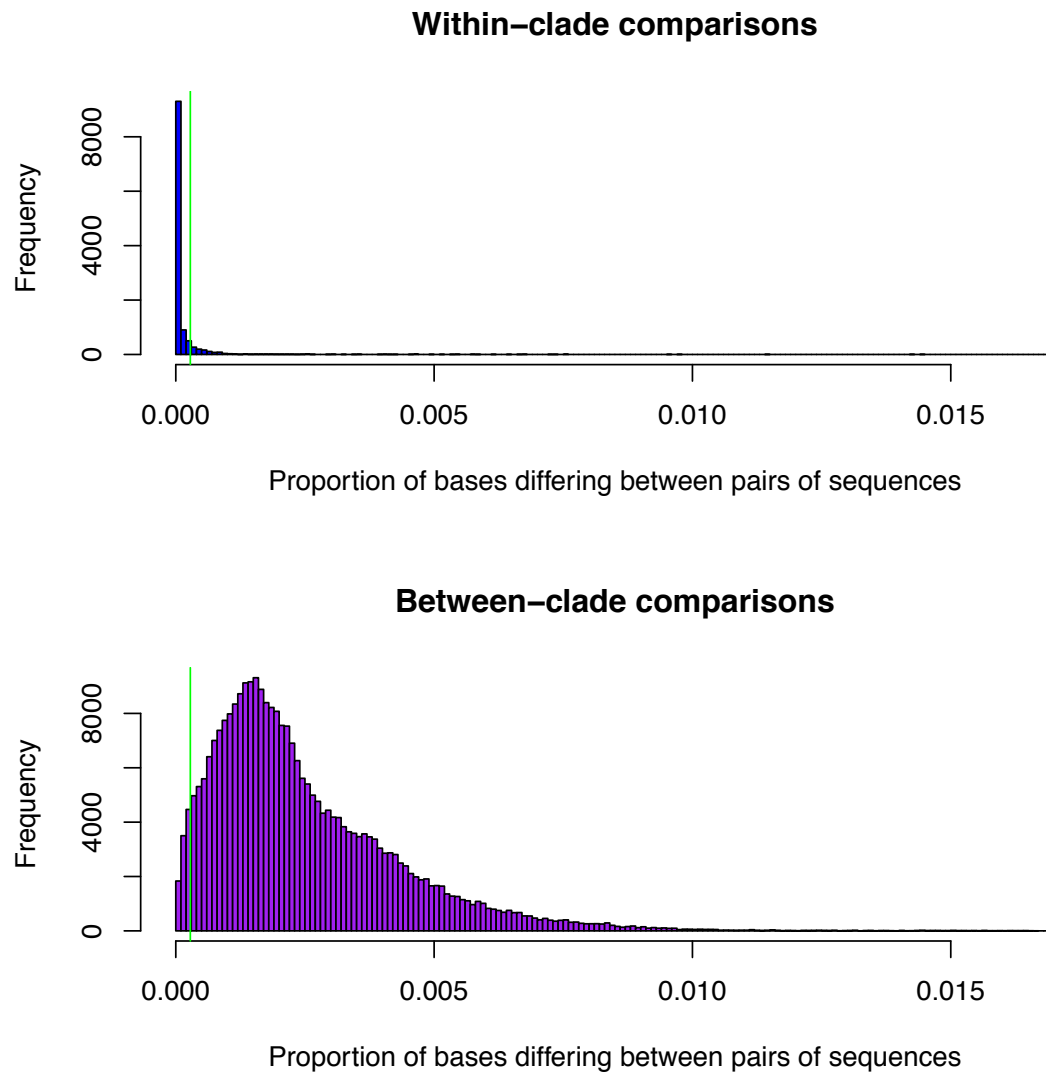 Within−clade comparisons
Frequency
8000
4000
0
0.000 0.005 0.010 0.015
Proportion of bases differing between pairs of sequences
Between−clade comparisons
Frequency
8000
4000
0
0.000 0.005 0.010 0.015
Proportion of bases differing between pairs of sequences